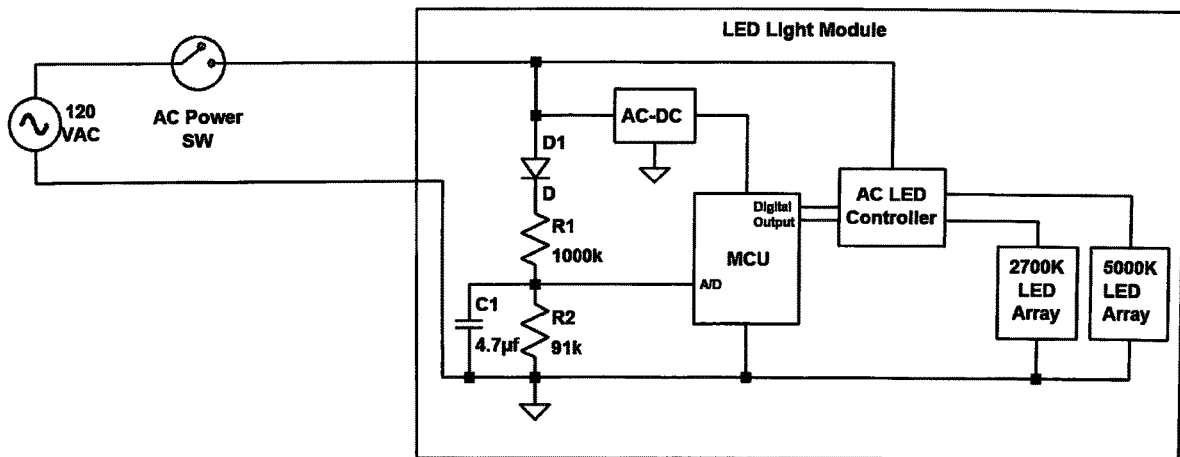 LED Light Module
120
VAC
AC Power
SW
AC-DC
D1
D
R1
1000k
C1
4.7µf
R2
91k
Digital
Output
MCU
A/D
AC LED
Controller
2700K
LED
Array
5000K
LED
Array